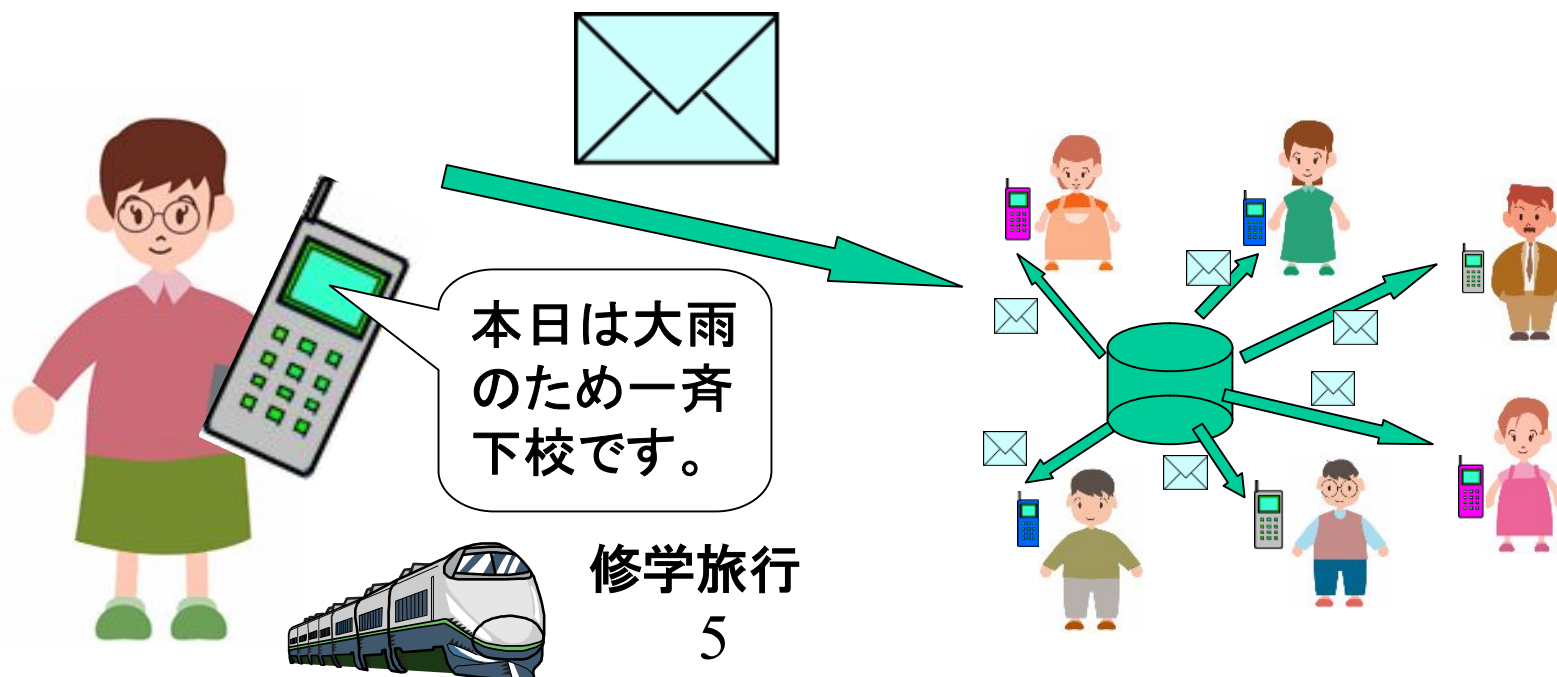 本日は大雨
のため一斉
下校です。
修学旅行
5